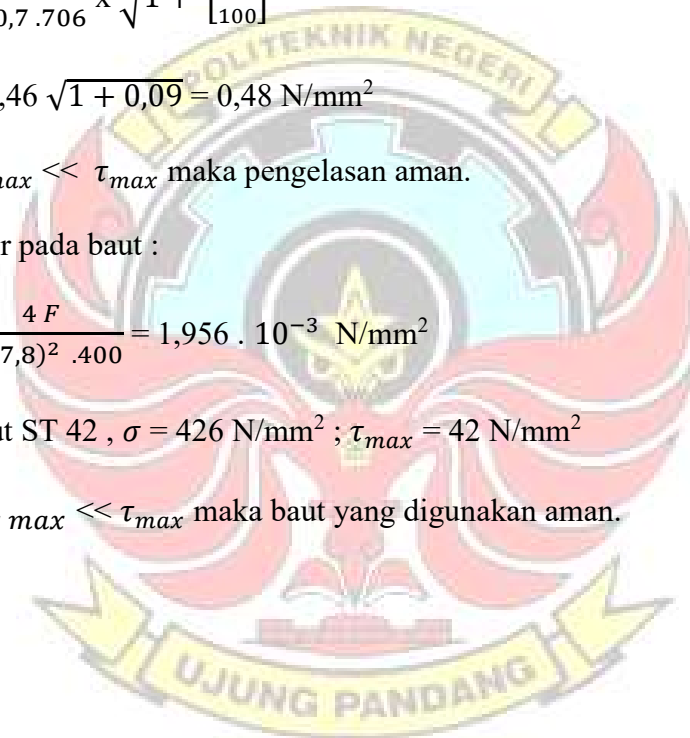 0,7 .706 x √1 + [100]
,46 √1 + 0,09 = 0,48 N/mm²
max << τmax maka pengelasan aman.
r pada baut :
4 F / 7,8)² .400 = 1,956 . 10⁻³ N/mm²
ut ST 42 , σ = 426 N/mm² ; τmax = 42 N/mm²
max << τmax maka baut yang digunakan aman.
POLITEKNIK NEGERI
UJUNG PANDANG